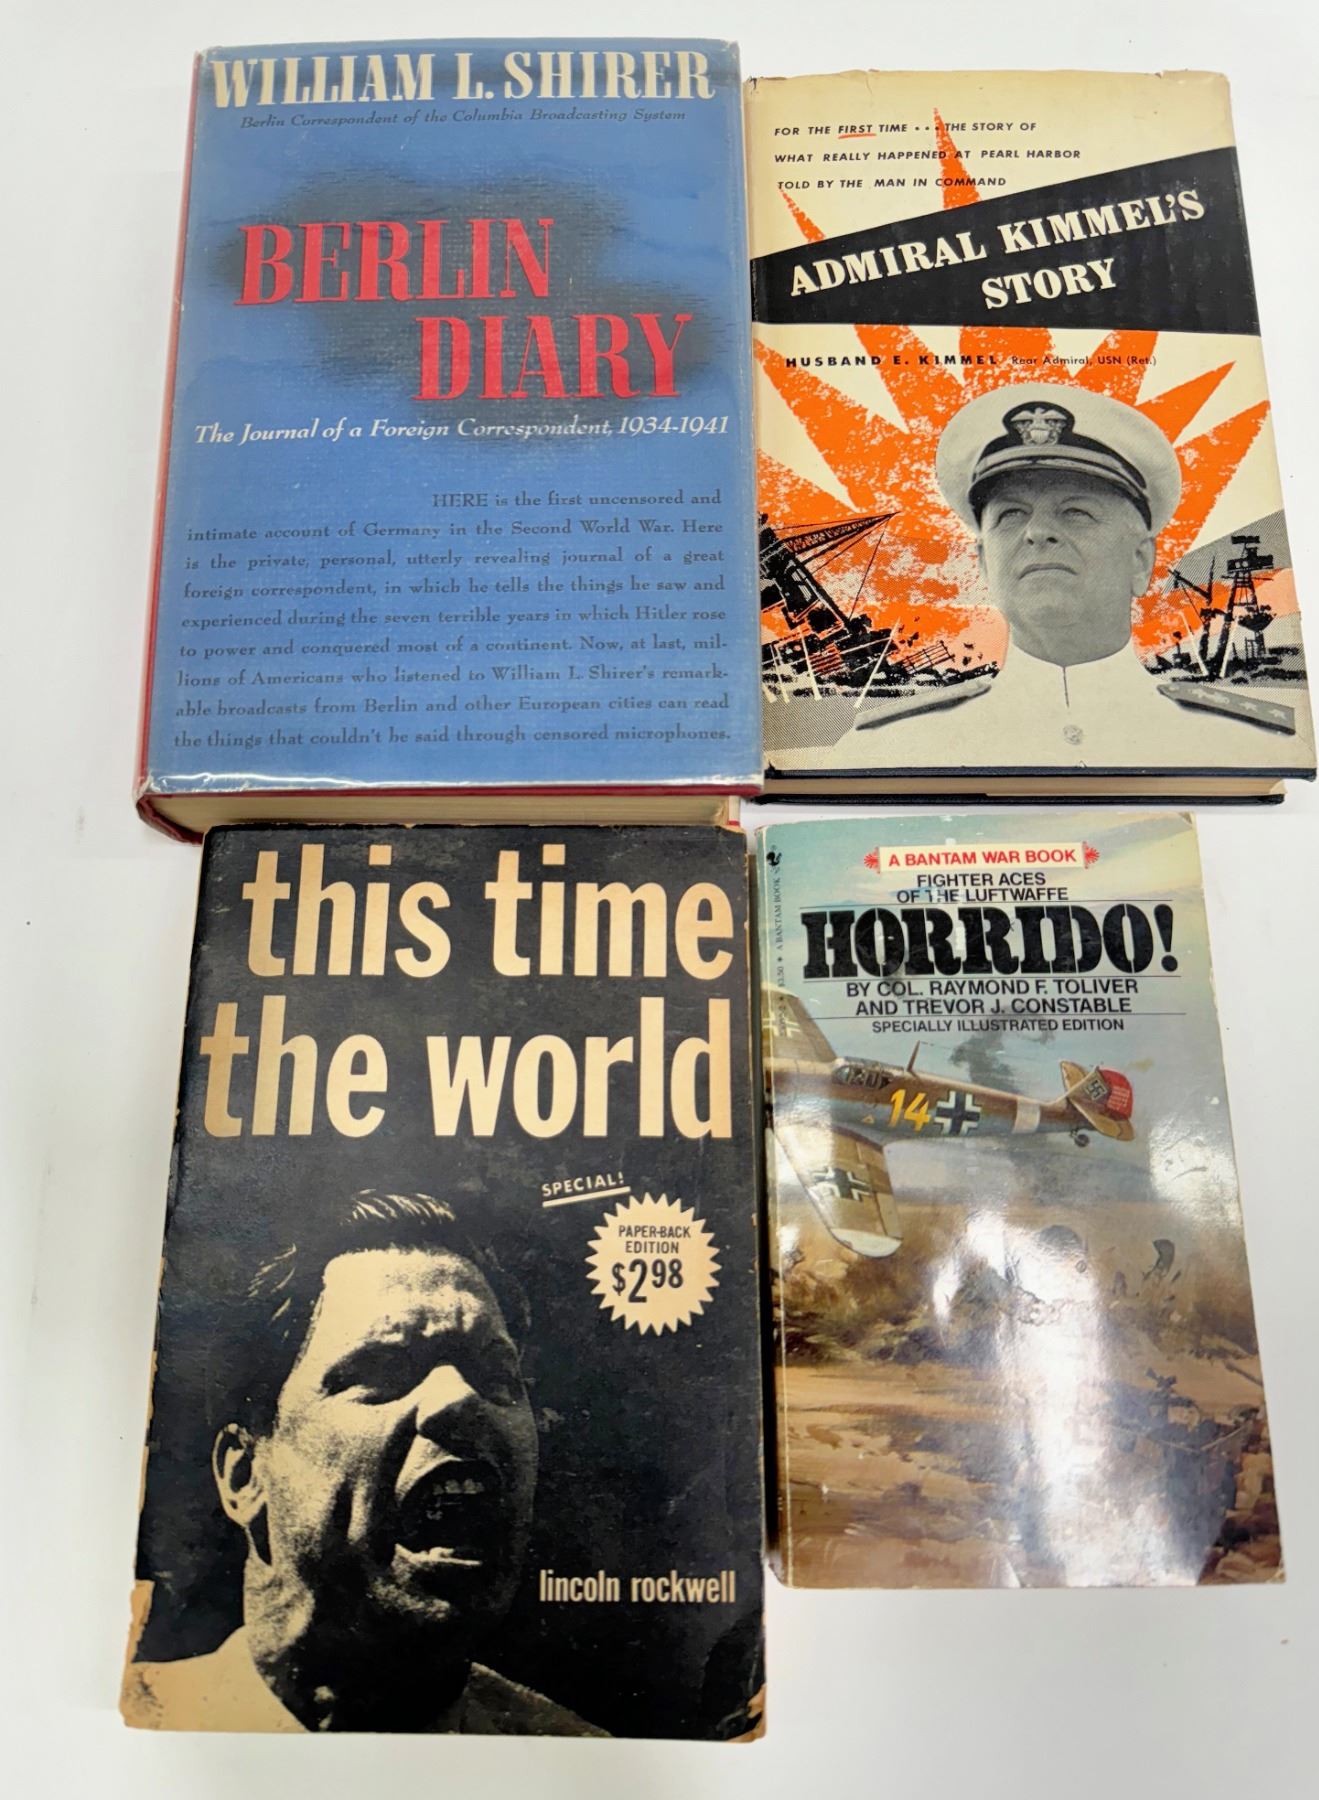 WILLIAM L. SHIRER
Berlin Correspondent of the Columbia Broadcasting System
BERLIN
DIARY
The Journal of a Foreign Correspondent, 1934-1941
HERE is the first uncensored and
intimate account of Germany in the Second World War. Here
is the private, personal, utterly revealing journal of a great
foreign correspondent, in which he tells the things he saw and
experienced during the seven terrible years in which Hitler rose
to power and conquered most of a continent. Now, at last, mil-
lions of Americans who listened to William L. Shirer's remark-
able broadcasts from Berlin and other European cities can read
the things that couldn't be said through censored microphones.
FOR THE FIRST TIME . . . THE STORY OF
WHAT REALLY HAPPENED AT PEARL HARBOR
TOLD BY THE MAN IN COMMAND
ADMIRAL KIMMEL'S
STORY
HUSBAND E. KIMMEL Rear Admiral, USN (Ret.)
this time
the world
SPECIAL!
PAPER-BACK
EDITION
$2.98
lincoln rockwell
A BANTAM WAR BOOK
FIGHTER ACES
OF THE LUFTWAFFE
HORRIDO!
BY COL. RAYMOND F. TOLIVER
AND TREVOR J. CONSTABLE
SPECIALLY ILLUSTRATED EDITION
$3.50 * A BANTAM BOOK
14